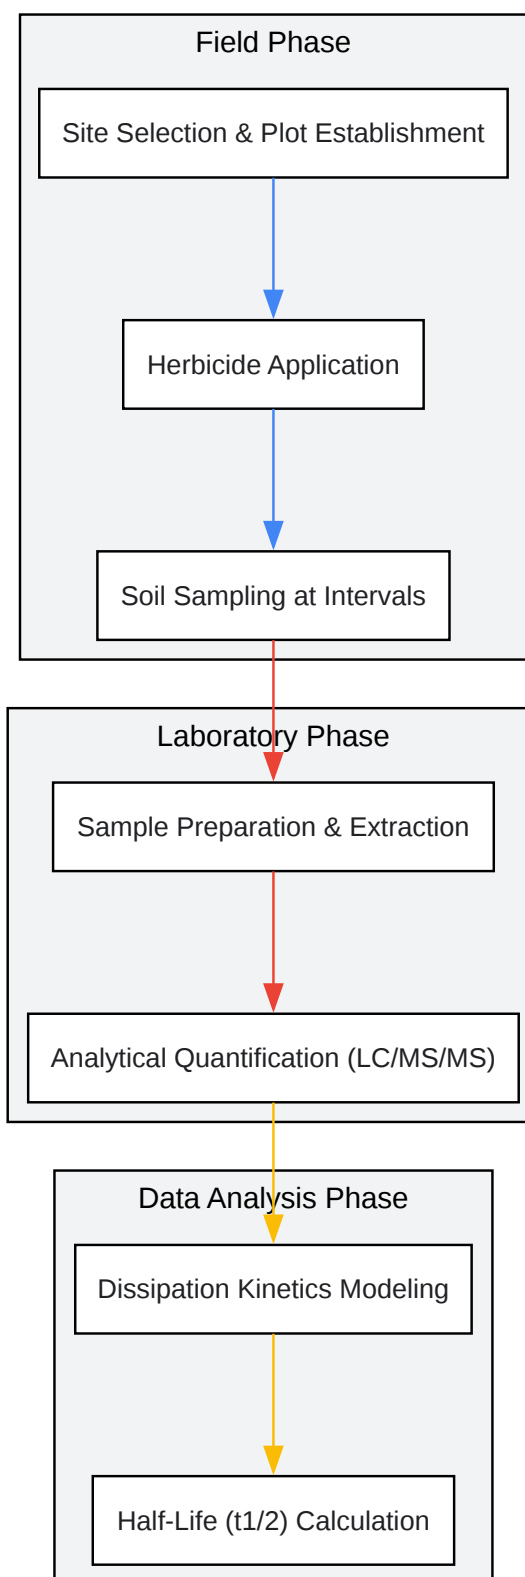 Field Phase
Site Selection & Plot Establishment
Herbicide Application
Soil Sampling at Intervals
Laboratory Phase
Sample Preparation & Extraction
Analytical Quantification (LC/MS/MS)
Data Analysis Phase
Dissipation Kinetics Modeling
Half-Life (t1/2) Calculation